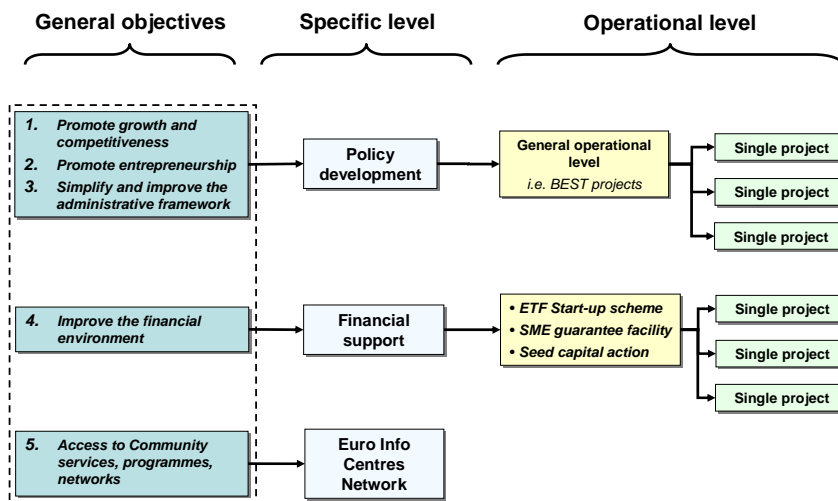 General objectives
Specific level
Operational level
1. Promote growth and
competitiveness
2. Promote entrepreneurship
3. Simplify and improve the
administrative framework
Policy
development
General operational
level
i.e. BEST projects
Single project
Single project
Single project
4. Improve the financial
environment
Financial
support
• ETF Start-up scheme
• SME guarantee facility
• Seed capital action
Single project
Single project
Single project
5. Access to Community
services, programmes,
networks
Euro Info
Centres
Network